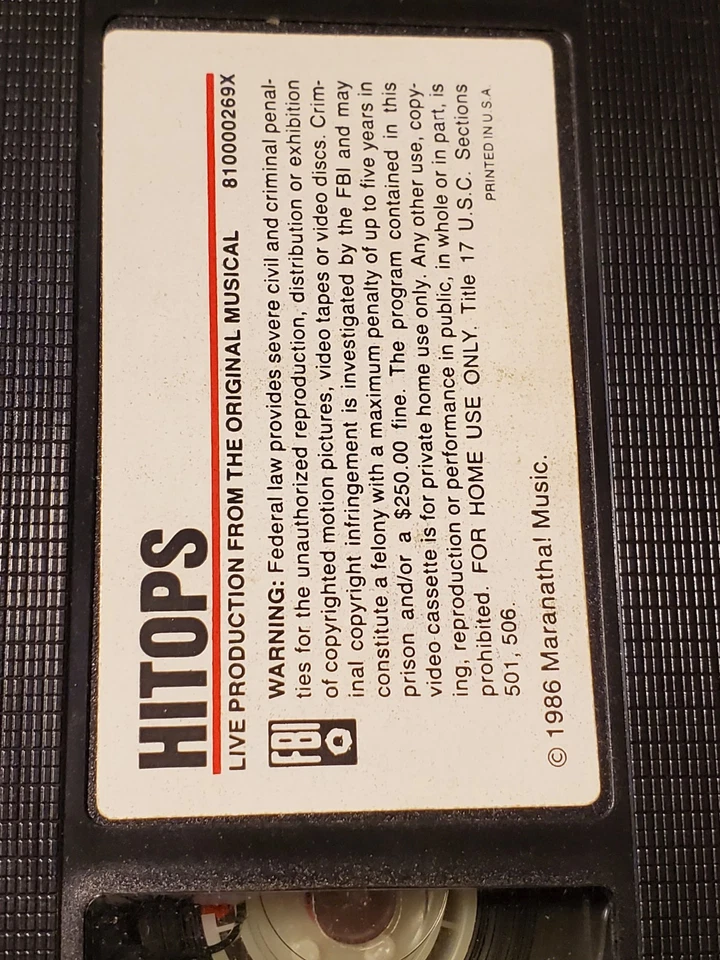 HITOPS
LIVE PRODUCTION FROM THE ORIGINAL MUSICAL 810000269X
FBI
WARNING: Federal law provides severe civil and criminal penal-
ties for the unauthorized reproduction, distribution or exhibition
of copyrighted motion pictures, video tapes or video discs. Crim-
inal copyright infringement is investigated by the FBI and may
constitute a felony with a maximum penalty of up to five years in
prison and/or a $250.00 fine. The program contained in this
video cassette is for private home use only. Any other use, copy-
ing, reproduction or performance in public, in whole or in part, is
prohibited. FOR HOME USE ONLY. Title 17 U.S.C. Sections
501, 506.
PRINTED IN U.S.A.
© 1986 Maranatha! Music.